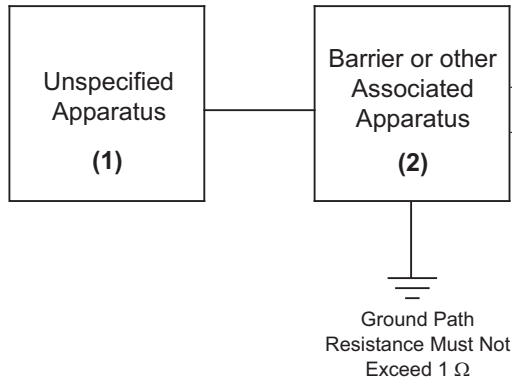 Unspecified
Apparatus
(1)
Barrier or other
Associated
Apparatus
(2)
Ground Path
Resistance Must Not
Exceed 1 Ω